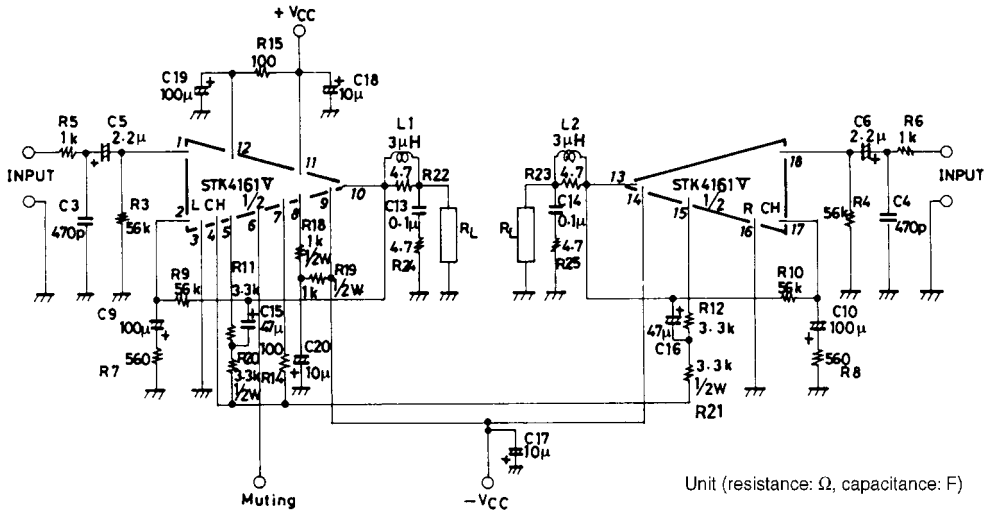 + VCC
R15
100
C19
100μ
C18
10μ
R5
1k
C5
2.2μ
1
12
11
L1
3μH
4.7
R22
L2
3μH
R23
4.7
13
C6
2.2μ
R6
1k
18
INPUT
STK4161V
1/2
L CH
10
C13
0.1μ
RL
RL
C14
0.1μ
14
STK4161V
1/2
15
R CH
16
17
INPUT
C3
470p
R3
56k
2
3
4
5
6
7
8
9
R18
1k
1/2W
4.7
R24
4.7
R25
R4
56k
C4
470p
R9
56k
R11
3.3k
R19
1k
1/2W
R10
56k
C9
100μ
C15
47μ
47μ
C16
R12
3.3k
C10
100μ
R7
560
R20
3.3k
1/2W
100
R14
C20
10μ
3.3k
1/2W
R21
560
R8
C17
10μ
Muting
-VCC
Unit (resistance: Ω, capacitance: F)